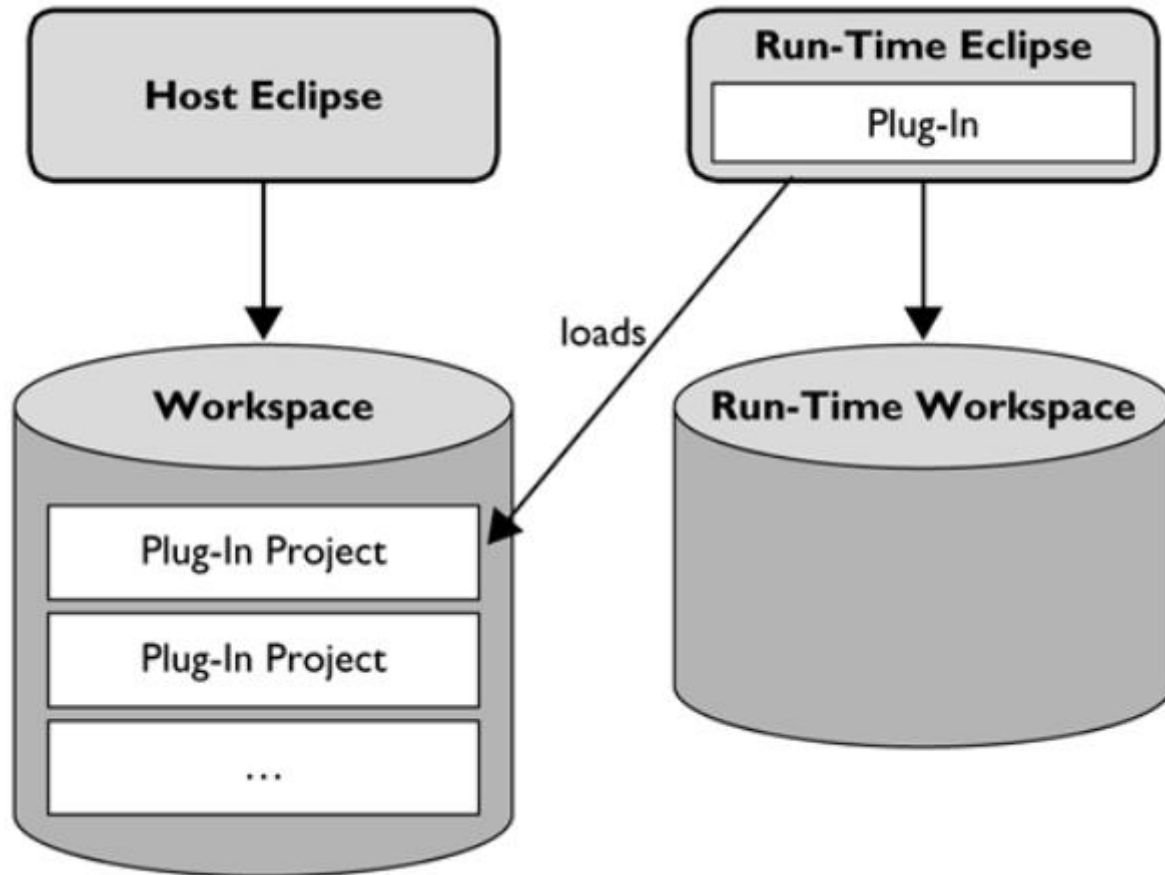 Host Eclipse
Run-Time Eclipse
Plug-In
loads
Workspace
Run-Time Workspace
Plug-In Project
Plug-In Project
...